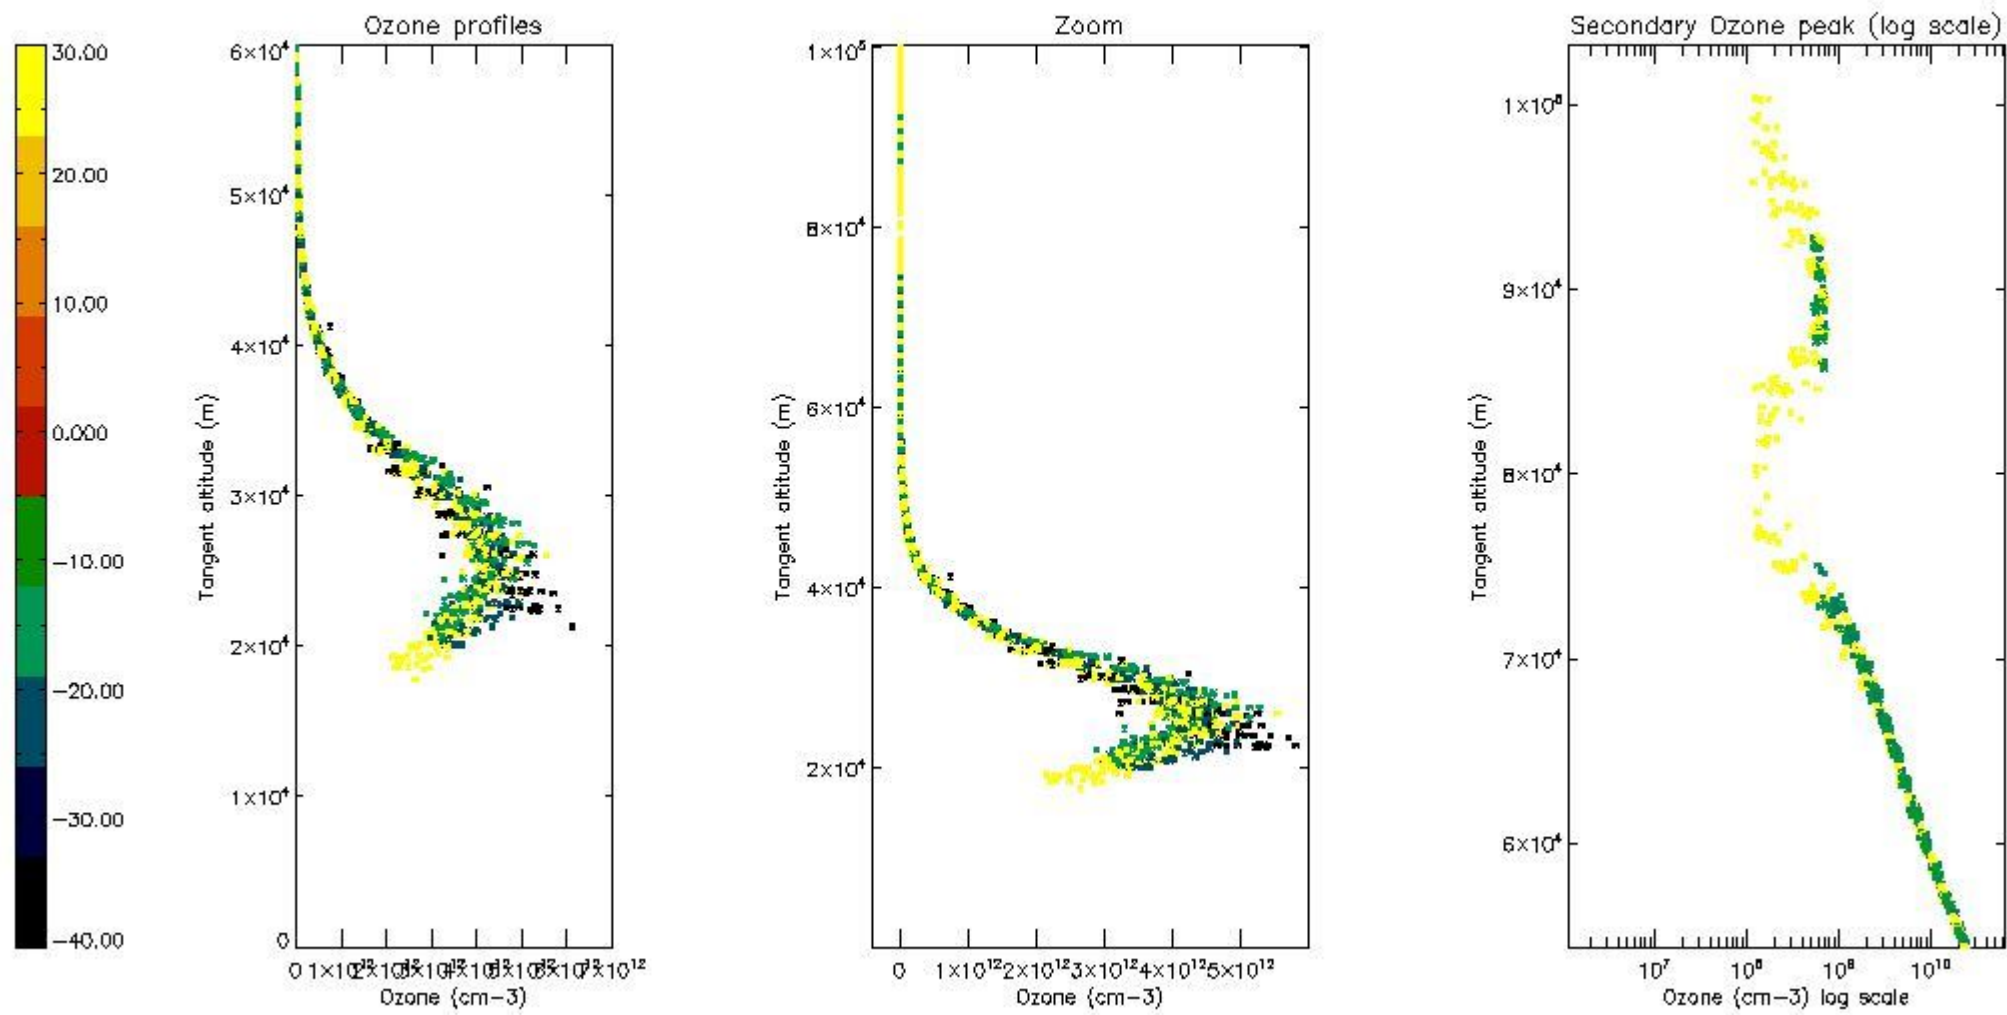 Ozone profiles
Zoom
Secondary Ozone peak (log scale)
30.00
20.00
10.00
0.000
-10.00
-20.00
-30.00
-40.00
6×10⁴
5×10⁴
4×10⁴
3×10⁴
2×10⁴
1×10⁴
0
Tangent altitude (m)
Ozone (cm-3)
1×10⁵
8×10⁴
6×10⁴
4×10⁴
2×10⁴
Tangent altitude (m)
0 1×10¹² 2×10¹² 3×10¹² 4×10¹² 5×10¹²
Ozone (cm-3)
9×10⁴
8×10⁴
7×10⁴
6×10⁴
Tangent altitude (m)
10⁷ 10⁸ 10⁹ 10¹⁰
Ozone (cm-3) log scale